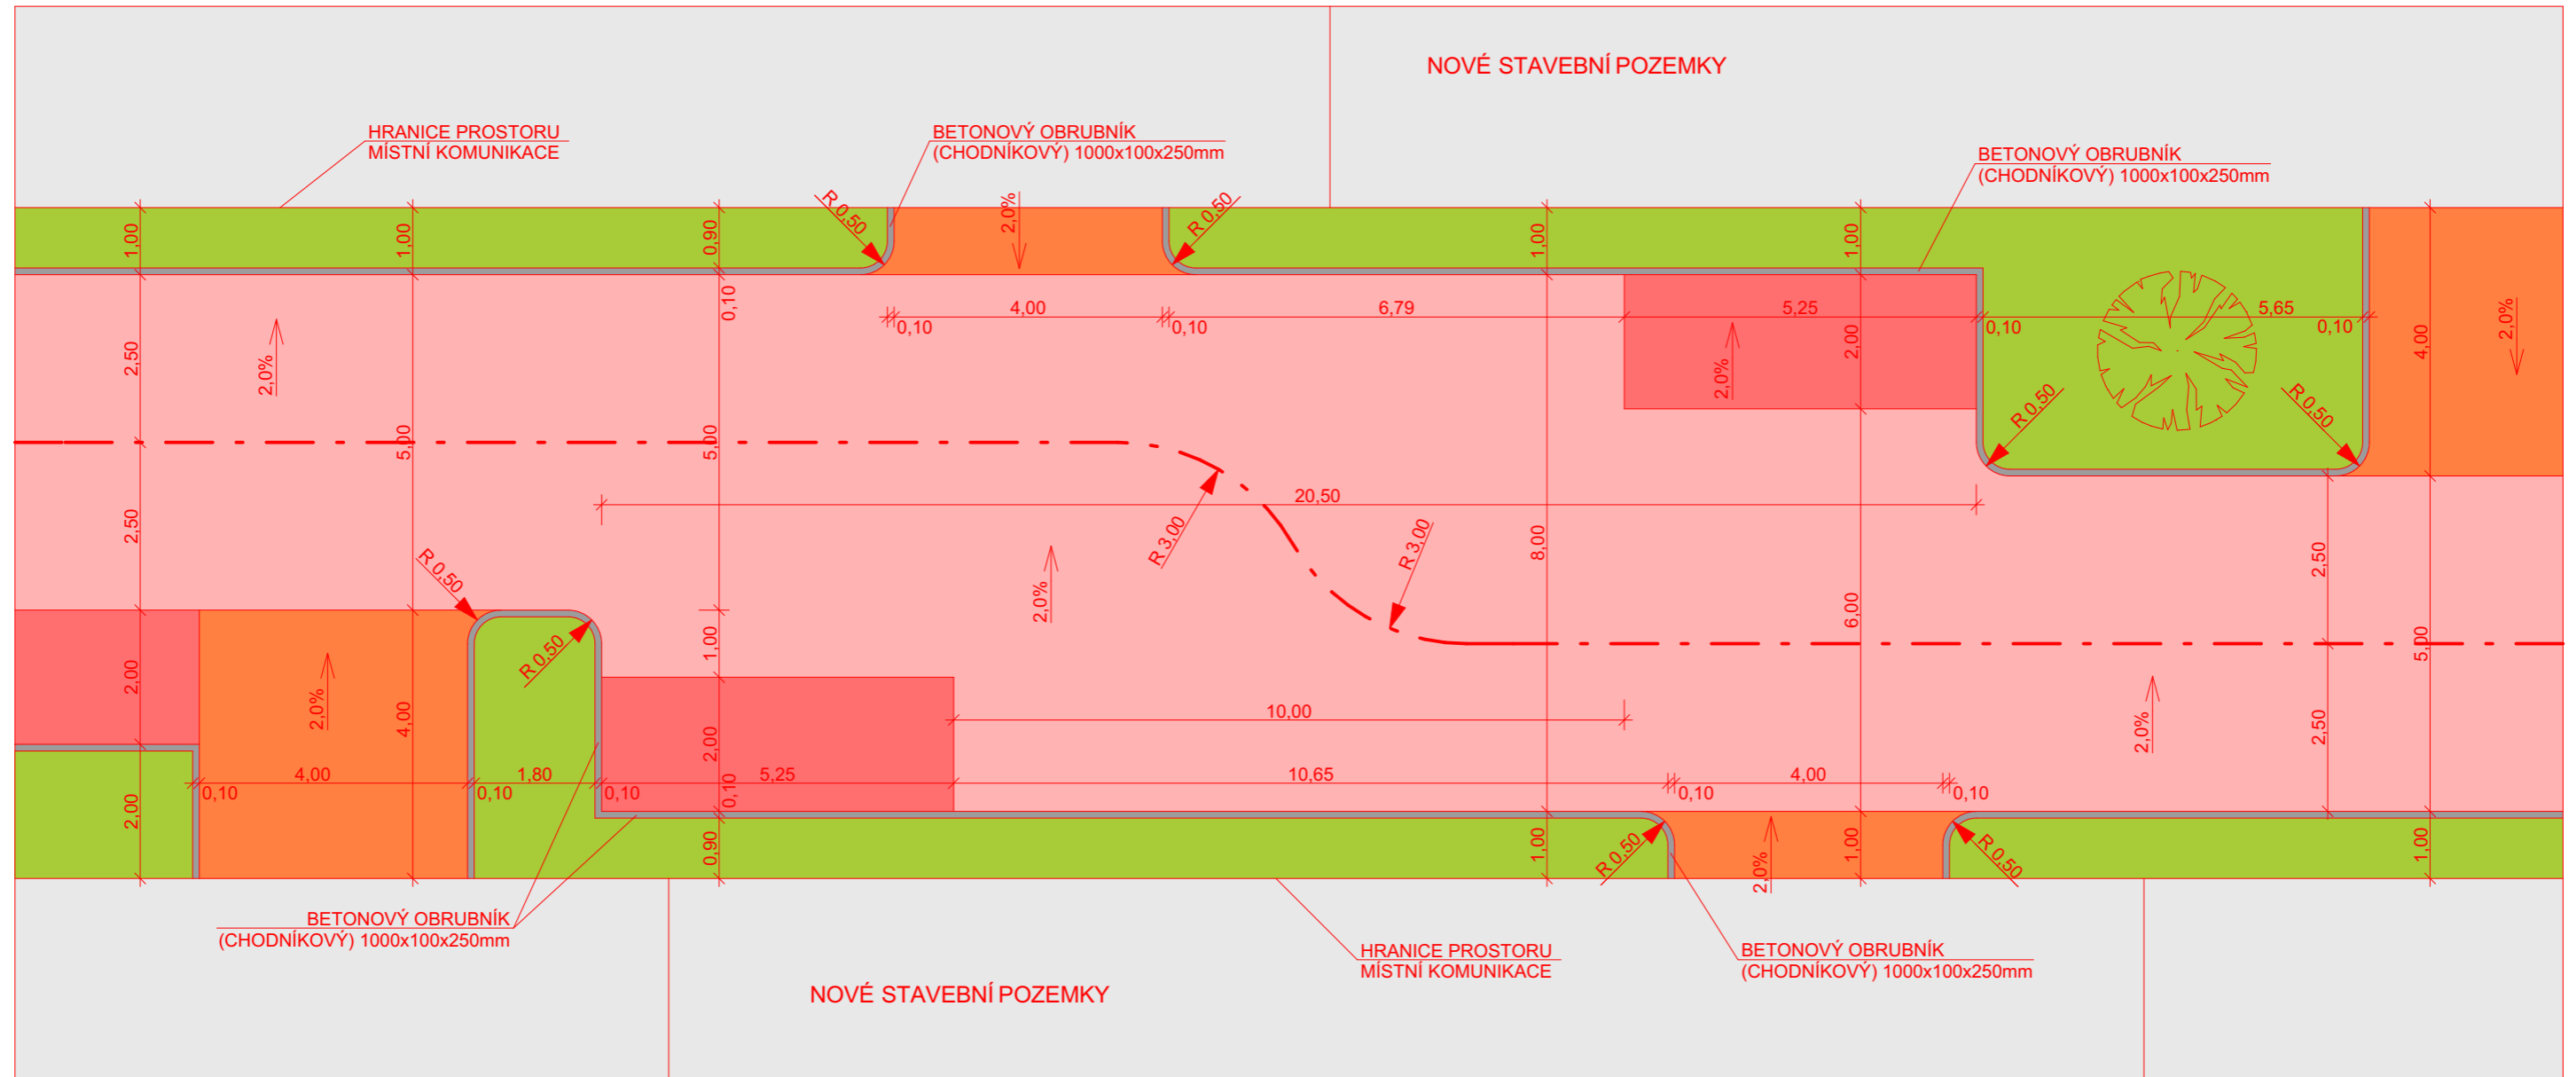 NOVÉ STAVEBNÍ POZEMKY
HRANICE PROSTORU
MÍSTNÍ KOMUNIKACE
BETONOVÝ OBRUBNÍK
(CHODNÍKOVÝ) 1000x100x250mm
BETONOVÝ OBRUBNÍK
(CHODNÍKOVÝ) 1000x100x250mm
1,00
1,00
0,90
R 0,50
2,0%
R 0,50
1,00
1,00
0,10
4,00
6,79
5,25
5,65
0,10
0,10
0,10
0,10
2,50
2,0%
2,0%
2,00
4,00
2,0%
R 0,50
R 0,50
5,00
5,00
20,50
2,50
R 0,50
R 3,00
R 3,00
8,00
2,50
2,0%
6,00
5,00
R 0,50
1,00
2,00
2,0%
4,00
10,00
2,0%
2,50
2,00
4,00
1,80
5,25
10,65
4,00
0,10
0,10
0,10
0,10
0,10
0,10
2,00
0,90
1,00
R 0,50
2,0%
1,00
R 0,50
1,00
BETONOVÝ OBRUBNÍK
(CHODNÍKOVÝ) 1000x100x250mm
HRANICE PROSTORU
MÍSTNÍ KOMUNIKACE
BETONOVÝ OBRUBNÍK
(CHODNÍKOVÝ) 1000x100x250mm
NOVÉ STAVEBNÍ POZEMKY